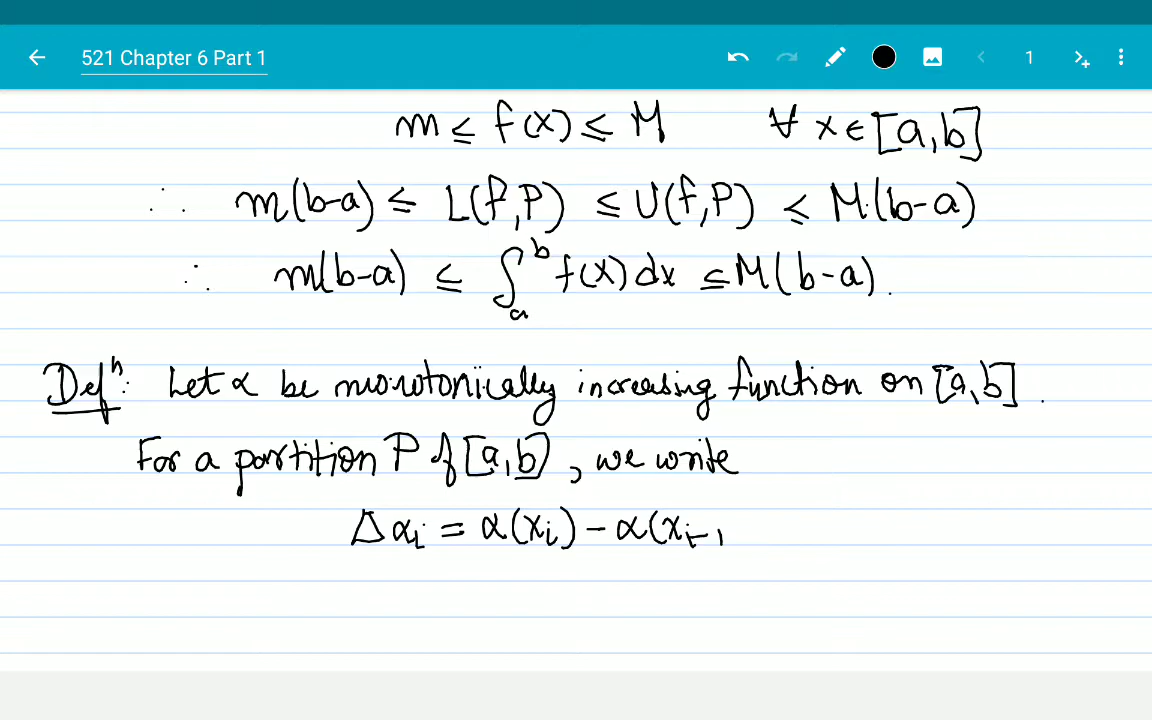 521 Chapter 6 Part 1
1
m ≤ f(x) ≤ M ∀ x ∈ [a,b]
∴ m(b-a) ≤ L(f,P) ≤ U(f,P) ≤ M(b-a)
∴ m(b-a) ≤ ∫_a^b f(x) dx ≤ M(b-a).
Defⁿ: Let α be monotonically increasing function on [a,b].
For a partition P of [a,b], we write
Δα_i = α(x_i) - α(x_{i-1}